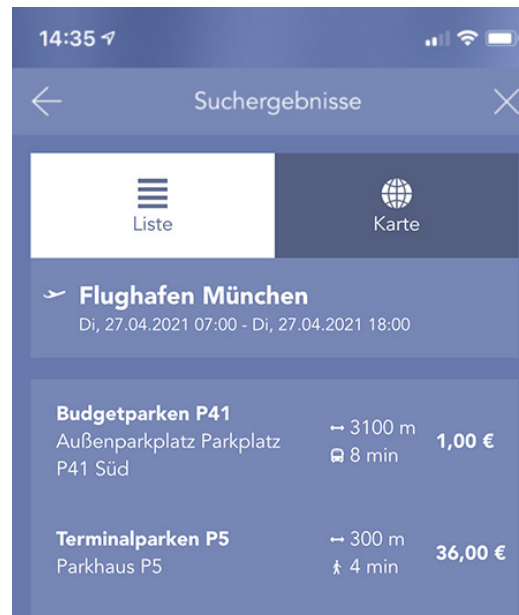 14:35
Suchergebnisse
Liste
Karte
Flughafen München
Di, 27.04.2021 07:00 - Di, 27.04.2021 18:00
Budgetparken P41
Außenparkplatz Parkplatz
P41 Süd
3100 m
8 min
1,00 €
Terminalparken P5
Parkhaus P5
300 m
4 min
36,00 €